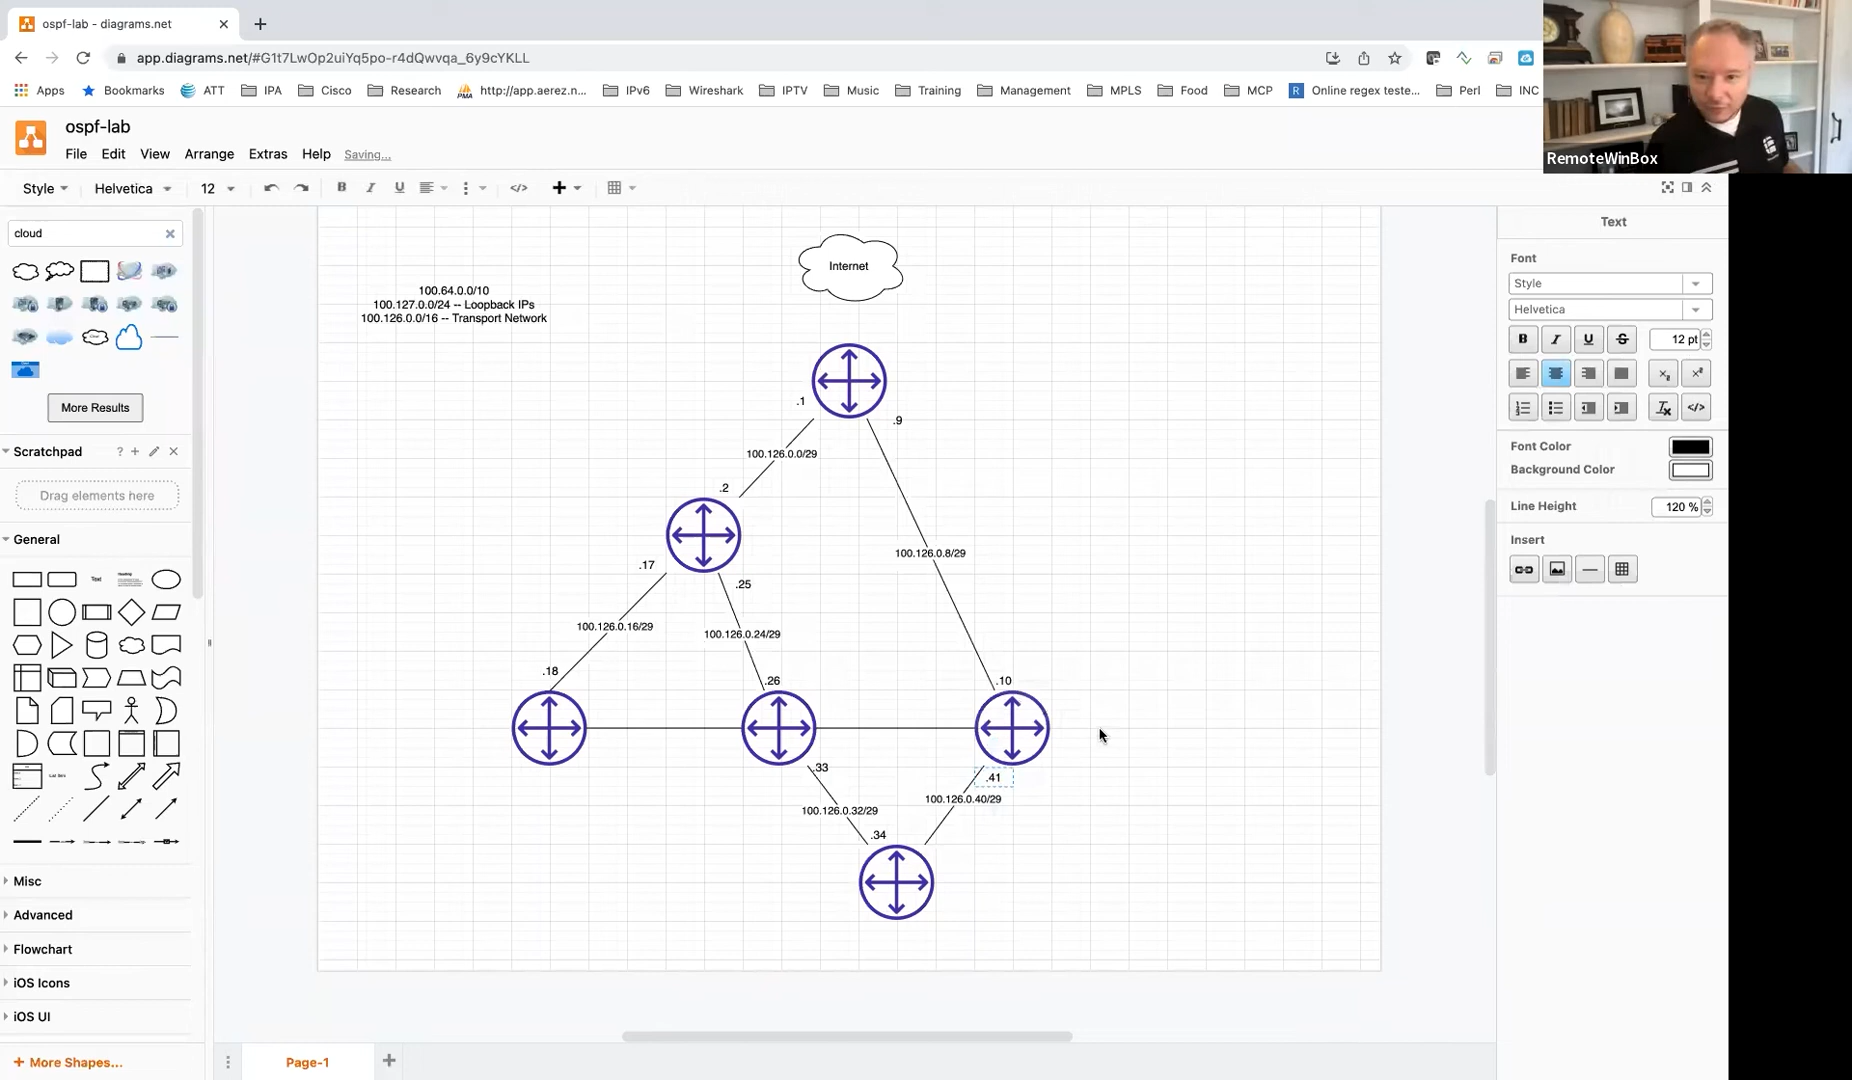 ospf-lab - diagrams.net
app.diagrams.net/#G1t7LwOp2uiYq5po-r4dQwvqa_6y9cYKLL
Apps
Bookmarks
ATT
IPA
Cisco
Research
http://app.aerez.n...
IPv6
Wireshark
IPTV
Music
Training
Management
MPLS
Food
MCP
Online regex teste...
Perl
INC
RemoteWinBox
ospf-lab
File Edit View Arrange Extras Help Saving...
Style Helvetica 12
cloud
More Results
Scratchpad
Drag elements here
General
Text
Heading
List Item
Misc
Advanced
Flowchart
iOS Icons
iOS UI
+ More Shapes...
Internet
100.64.0.0/10
100.127.0.0/24 -- Loopback IPs
100.126.0.0/16 -- Transport Network
.1
.9
100.126.0.0/29
.2
100.126.0.8/29
.17
.25
100.126.0.16/29
100.126.0.24/29
.18
.26
.10
.33
.41
100.126.0.32/29
100.126.0.40/29
.34
Page-1
Text
Font
Style
Helvetica
12 pt
Font Color
Background Color
Line Height
120 %
Insert